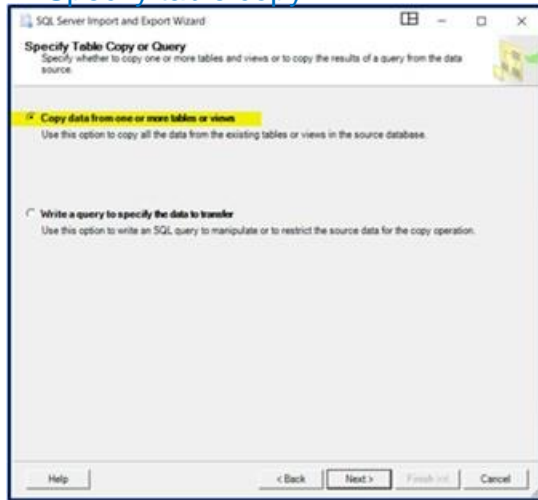 Specify table copy
SQL Server Import and Export Wizard
Specify Table Copy or Query
Specify whether to copy one or more tables and views or to copy the results of a query from the data
source.
Copy data from one or more tables or views
Use this option to copy all the data from the existing tables or views in the source database.
Write a query to specify the data to transfer
Use this option to write an SQL query to manipulate or to restrict the source data for the copy operation.
Help < Back Next > Finish >>| Cancel